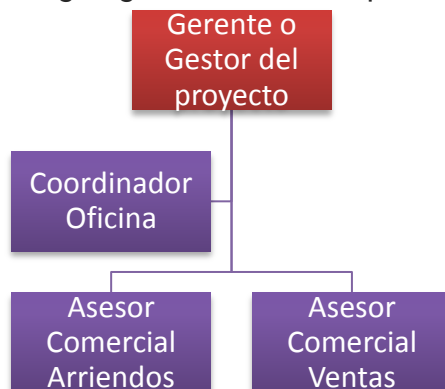 Gerente o
Gestor del
proyecto
Coordinador
Oficina
Asesor
Comercial
Arriendos
Asesor
Comercial
Ventas